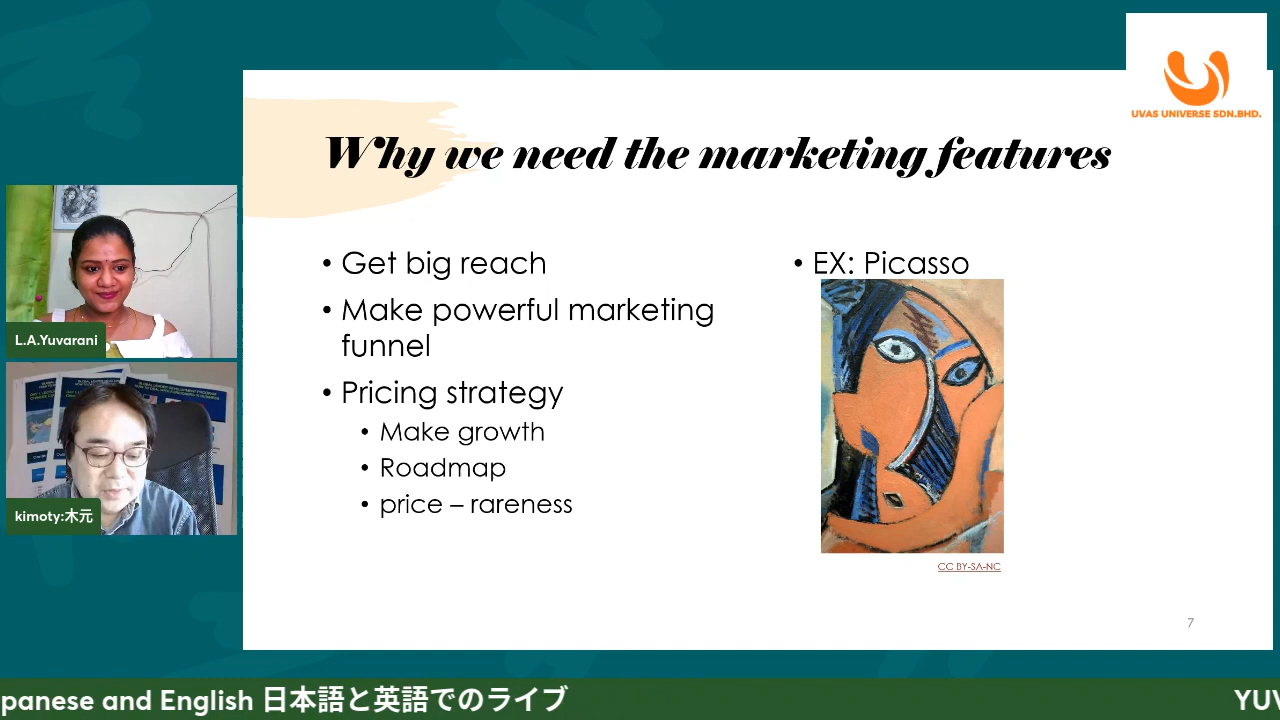 UVAS UNIVERSE SDN.BHD.
Why we need the marketing features
• Get big reach
• Make powerful marketing
funnel
• Pricing strategy
• Make growth
• Roadmap
• price – rareness
• EX: Picasso
CC BY-SA-NC
7
L.A.Yuvarani
kimoty:木元
panese and English 日本語と英語でのライブ
YUV